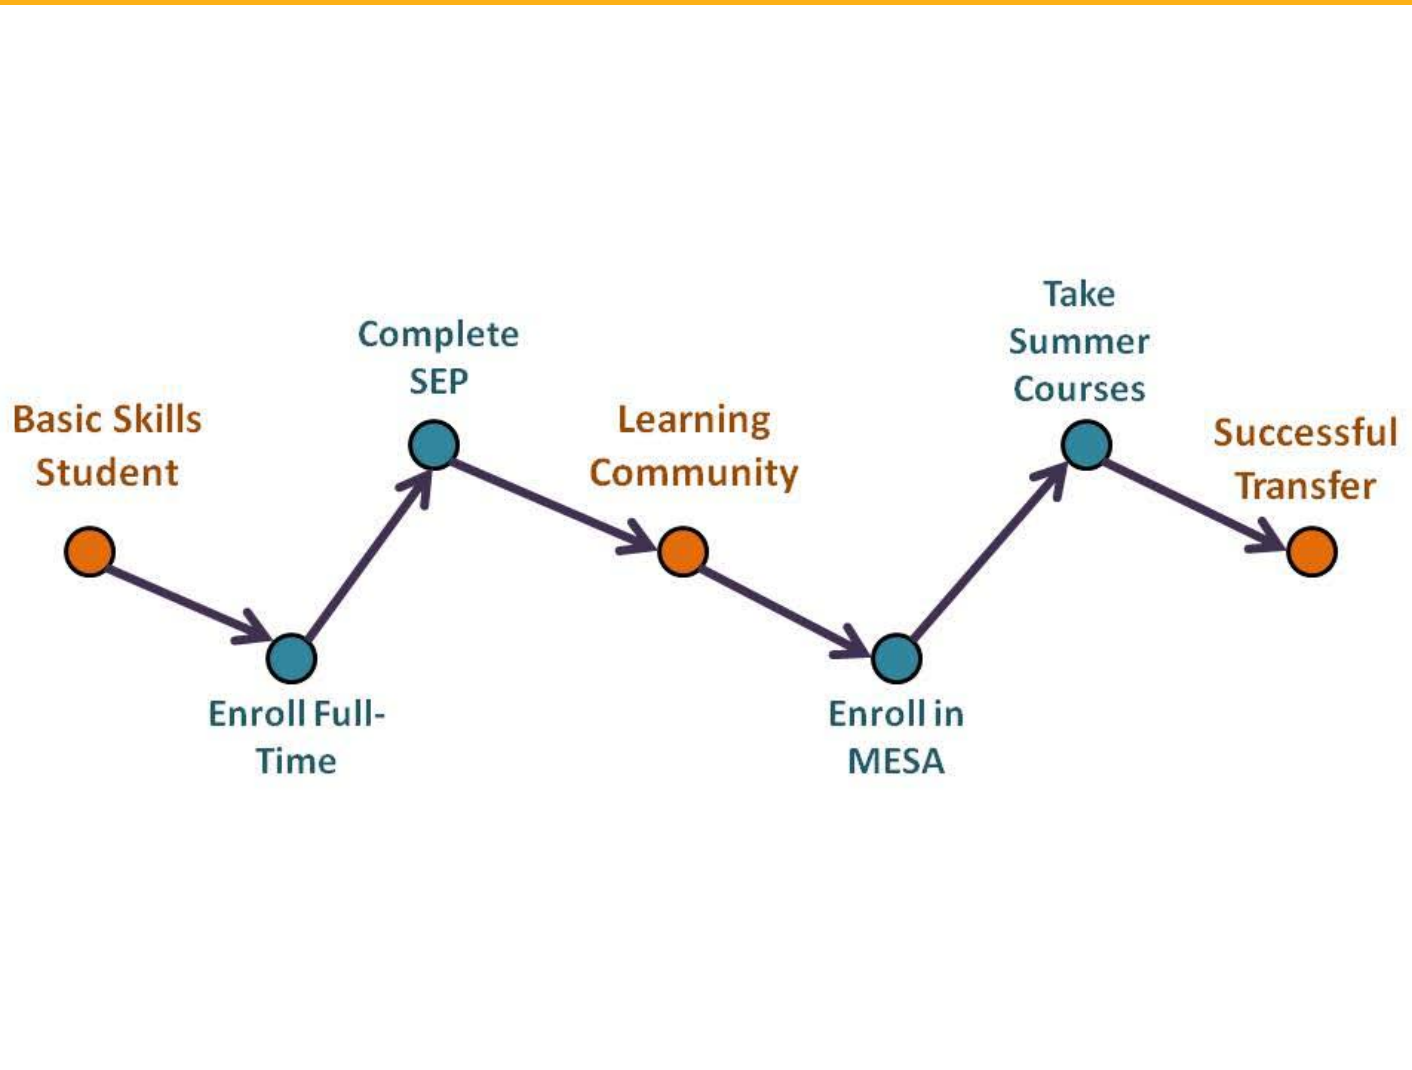 Basic Skills
Student
Enroll Full-
Time
Complete
SEP
Learning
Community
Enroll in
MESA
Take
Summer
Courses
Successful
Transfer